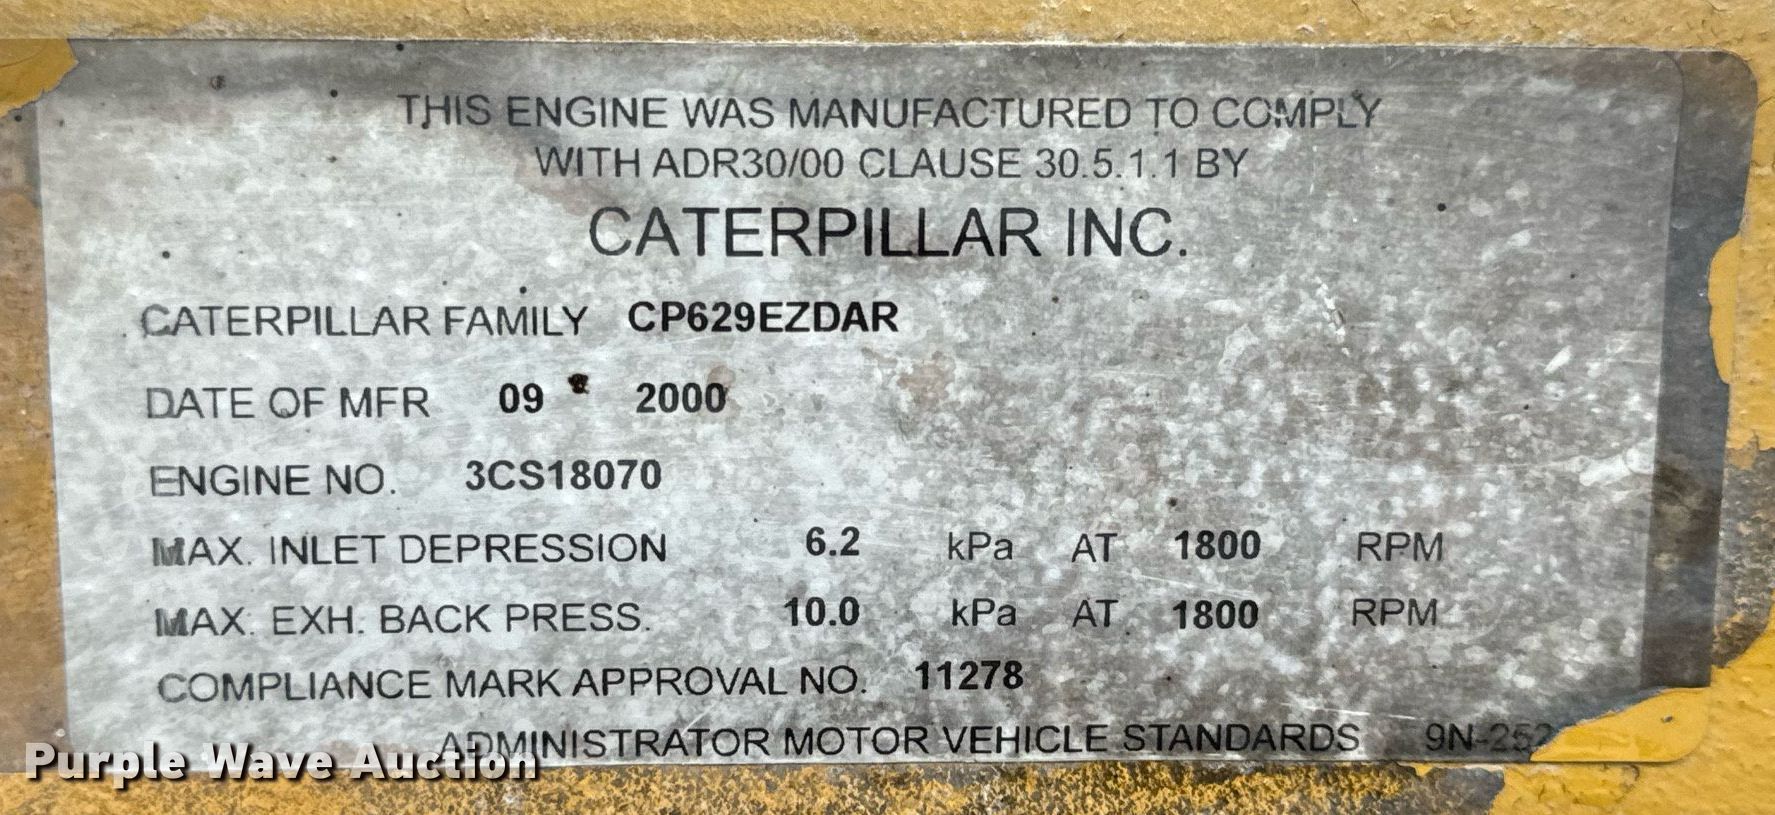 THIS ENGINE WAS MANUFACTURED TO COMPLY
WITH ADR30/00 CLAUSE 30.5.1.1 BY
CATERPILLAR INC.
CATERPILLAR FAMILY CP629EZDAR
DATE OF MFR 09 2000
ENGINE NO. 3CS18070
MAX. INLET DEPRESSION 6.2 kPa AT 1800 RPM
MAX. EXH. BACK PRESS. 10.0 kPa AT 1800 RPM
COMPLIANCE MARK APPROVAL NO. 11278
ADMINISTRATOR MOTOR VEHICLE STANDARDS
Purple Wave Auction